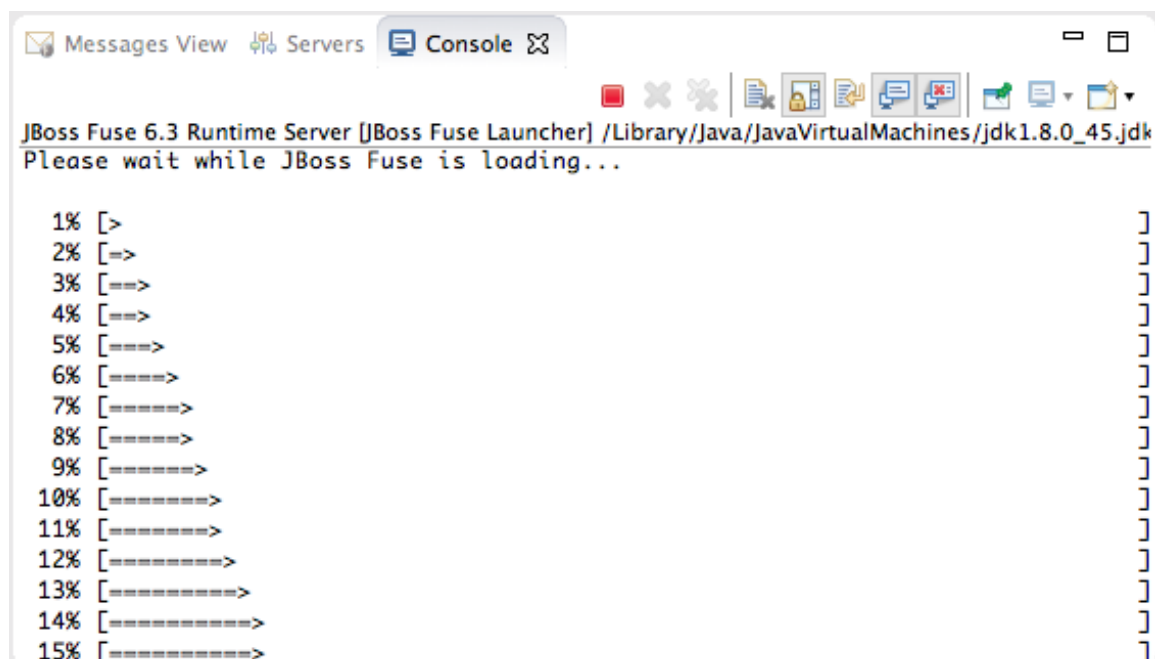 Messages View Servers Console
JBoss Fuse 6.3 Runtime Server [JBoss Fuse Launcher] /Library/Java/JavaVirtualMachines/jdk1.8.0_45.jdk
Please wait while JBoss Fuse is loading...
1% [> ]
2% [=> ]
3% [==> ]
4% [==> ]
5% [===> ]
6% [====> ]
7% [=====> ]
8% [=====> ]
9% [======> ]
10% [=======> ]
11% [=======> ]
12% [========> ]
13% [=========> ]
14% [==========> ]
15% [==========> ]